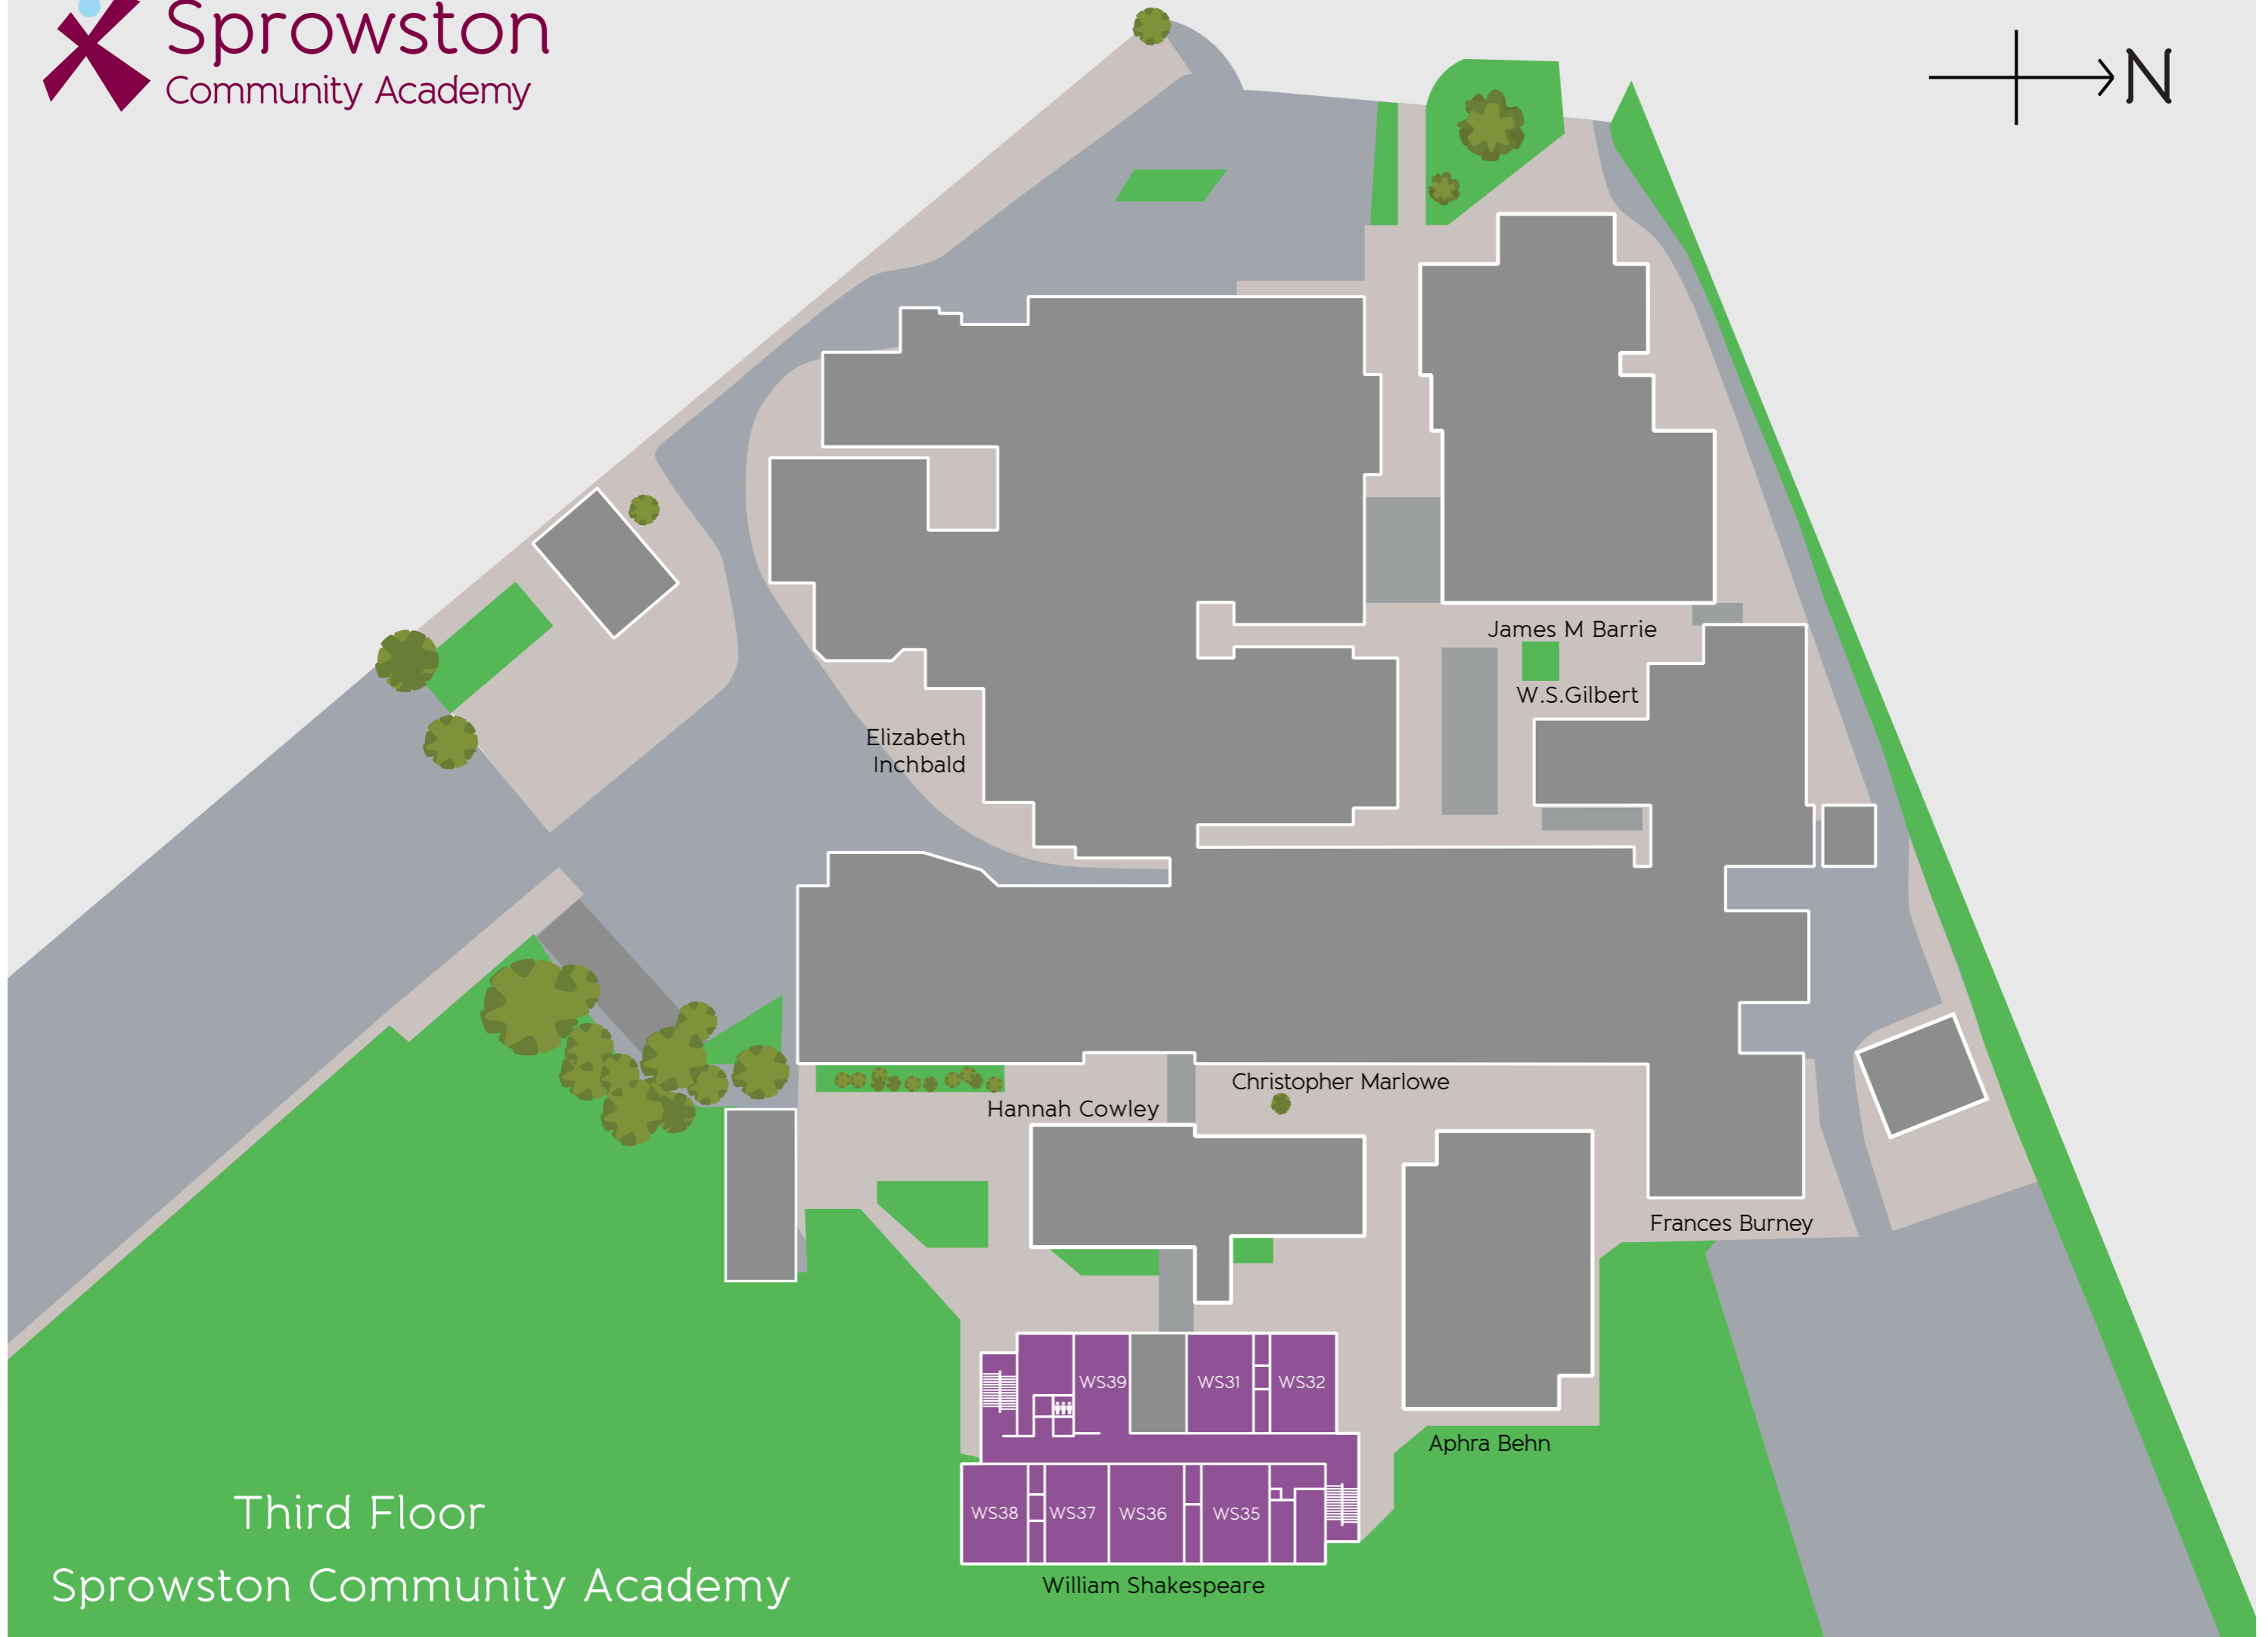 Sprowston
Community Academy
N
James M Barrie
W.S.Gilbert
Elizabeth
Inchbald
Christopher Marlowe
Hannah Cowley
Frances Burney
WS39
WS31
WS32
Aphra Behn
WS38
WS37
WS36
WS35
William Shakespeare
Third Floor
Sprowston Community Academy